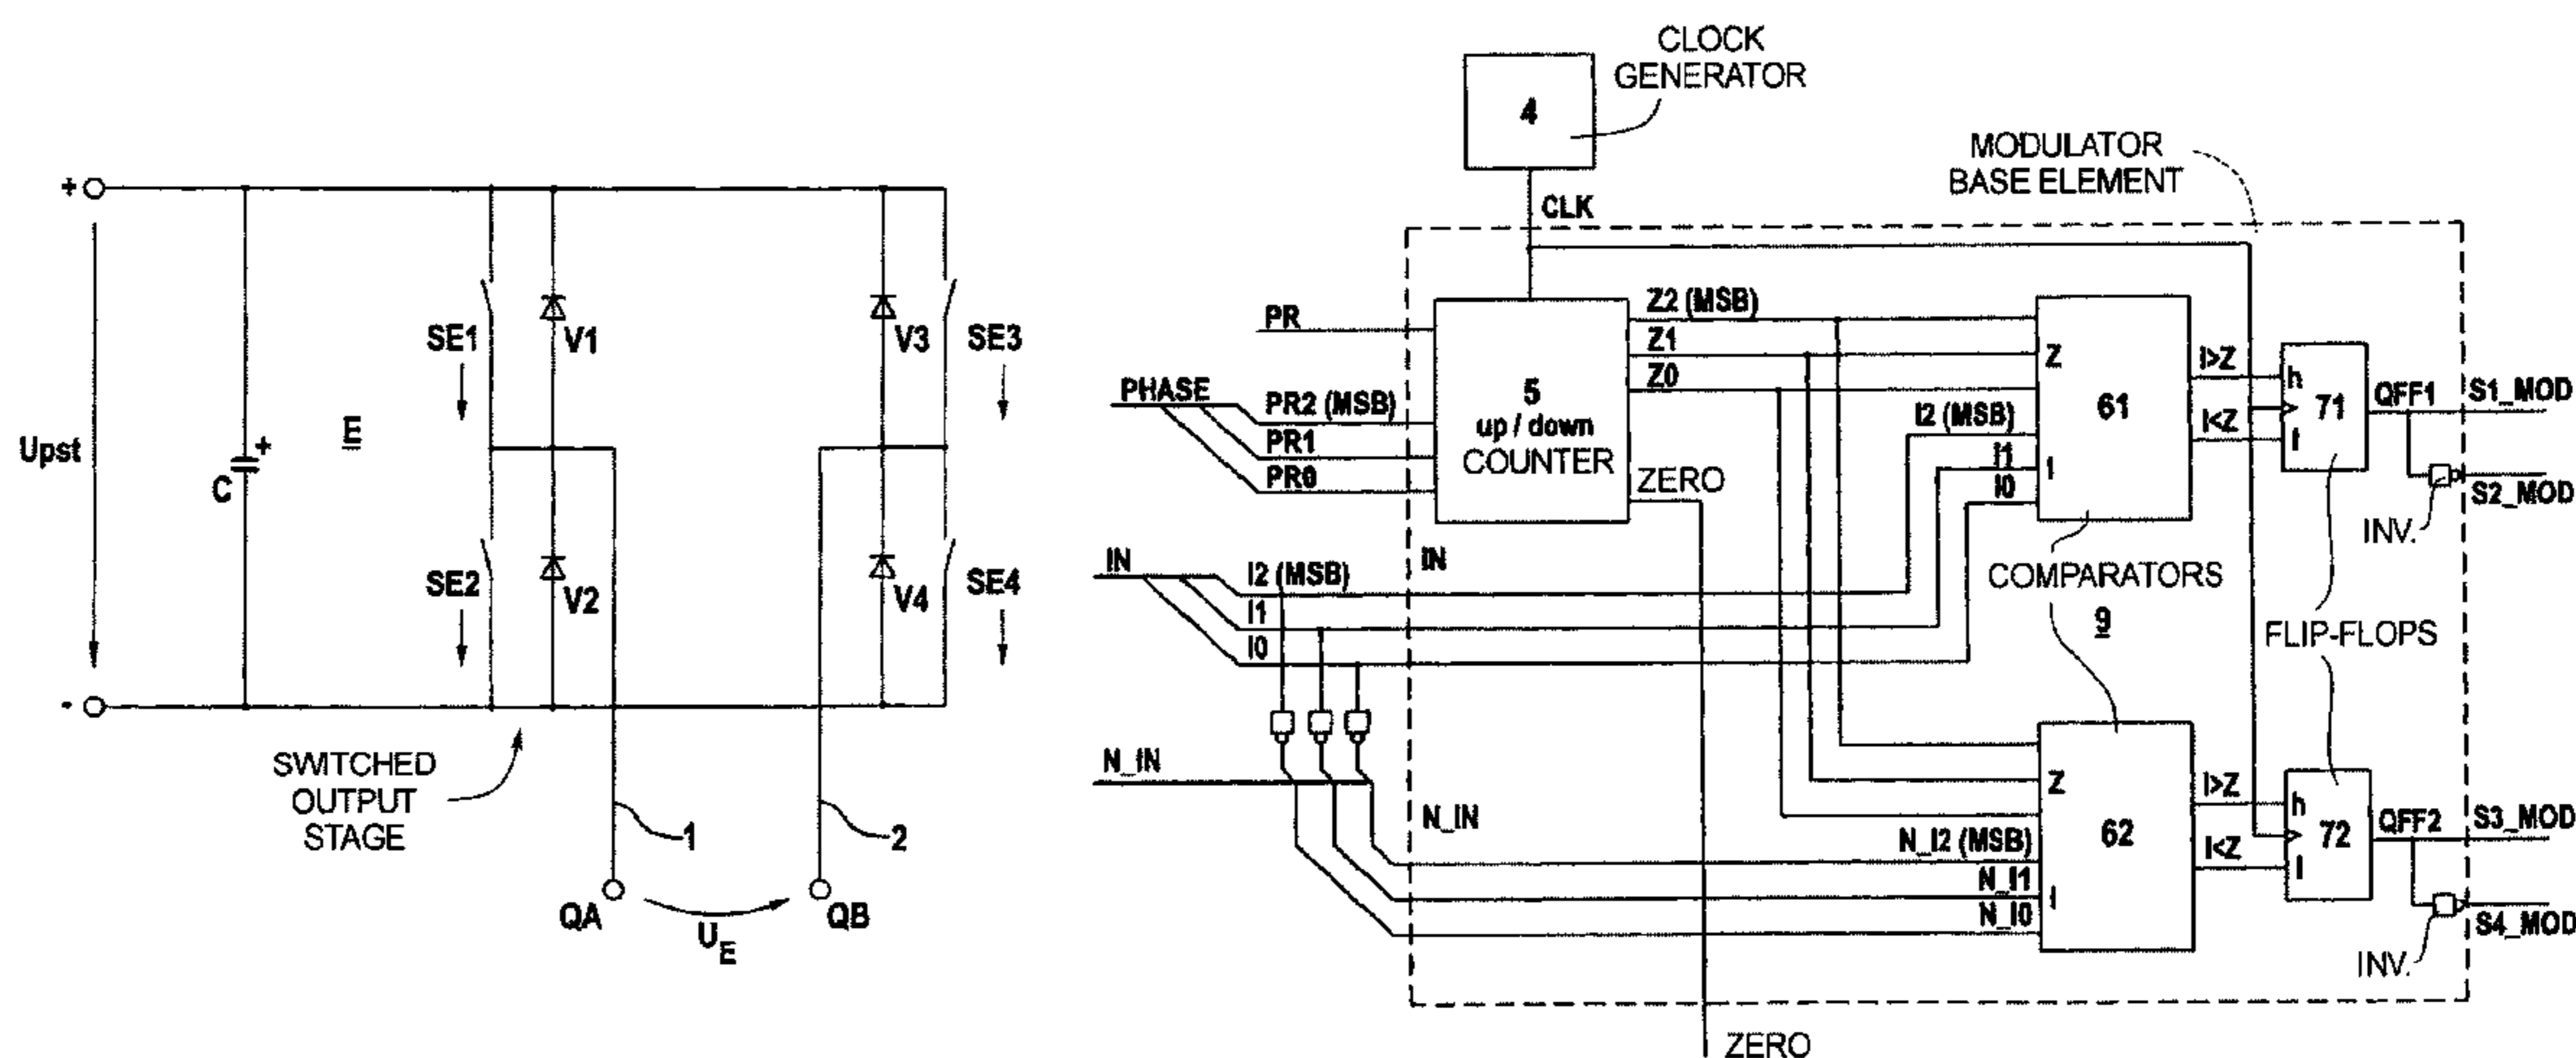 +
Upst
C
+
E
SE1
V1
V3
SE3
SE2
V2
V4
SE4
-
SWITCHED
OUTPUT
STAGE
1
2
QA
QB
UE
CLOCK
GENERATOR
4
CLK
MODULATOR
BASE ELEMENT
PR
PHASE
PR2 (MSB)
PR1
PR0
5
up / down
COUNTER
ZERO
Z2 (MSB)
Z1
Z0
Z
61
I2 (MSB)
I1
I
I0
I>Z
I<Z
h
71
l
QFF1
S1_MOD
S2_MOD
INV.
IN
IN
I2 (MSB)
I1
I0
COMPARATORS
9
FLIP-FLOPS
N_IN
N_IN
Z
62
N_I2 (MSB)
N_I1
I
N_I0
I>Z
I<Z
h
72
l
QFF2
S3_MOD
S4_MOD
INV.
ZERO